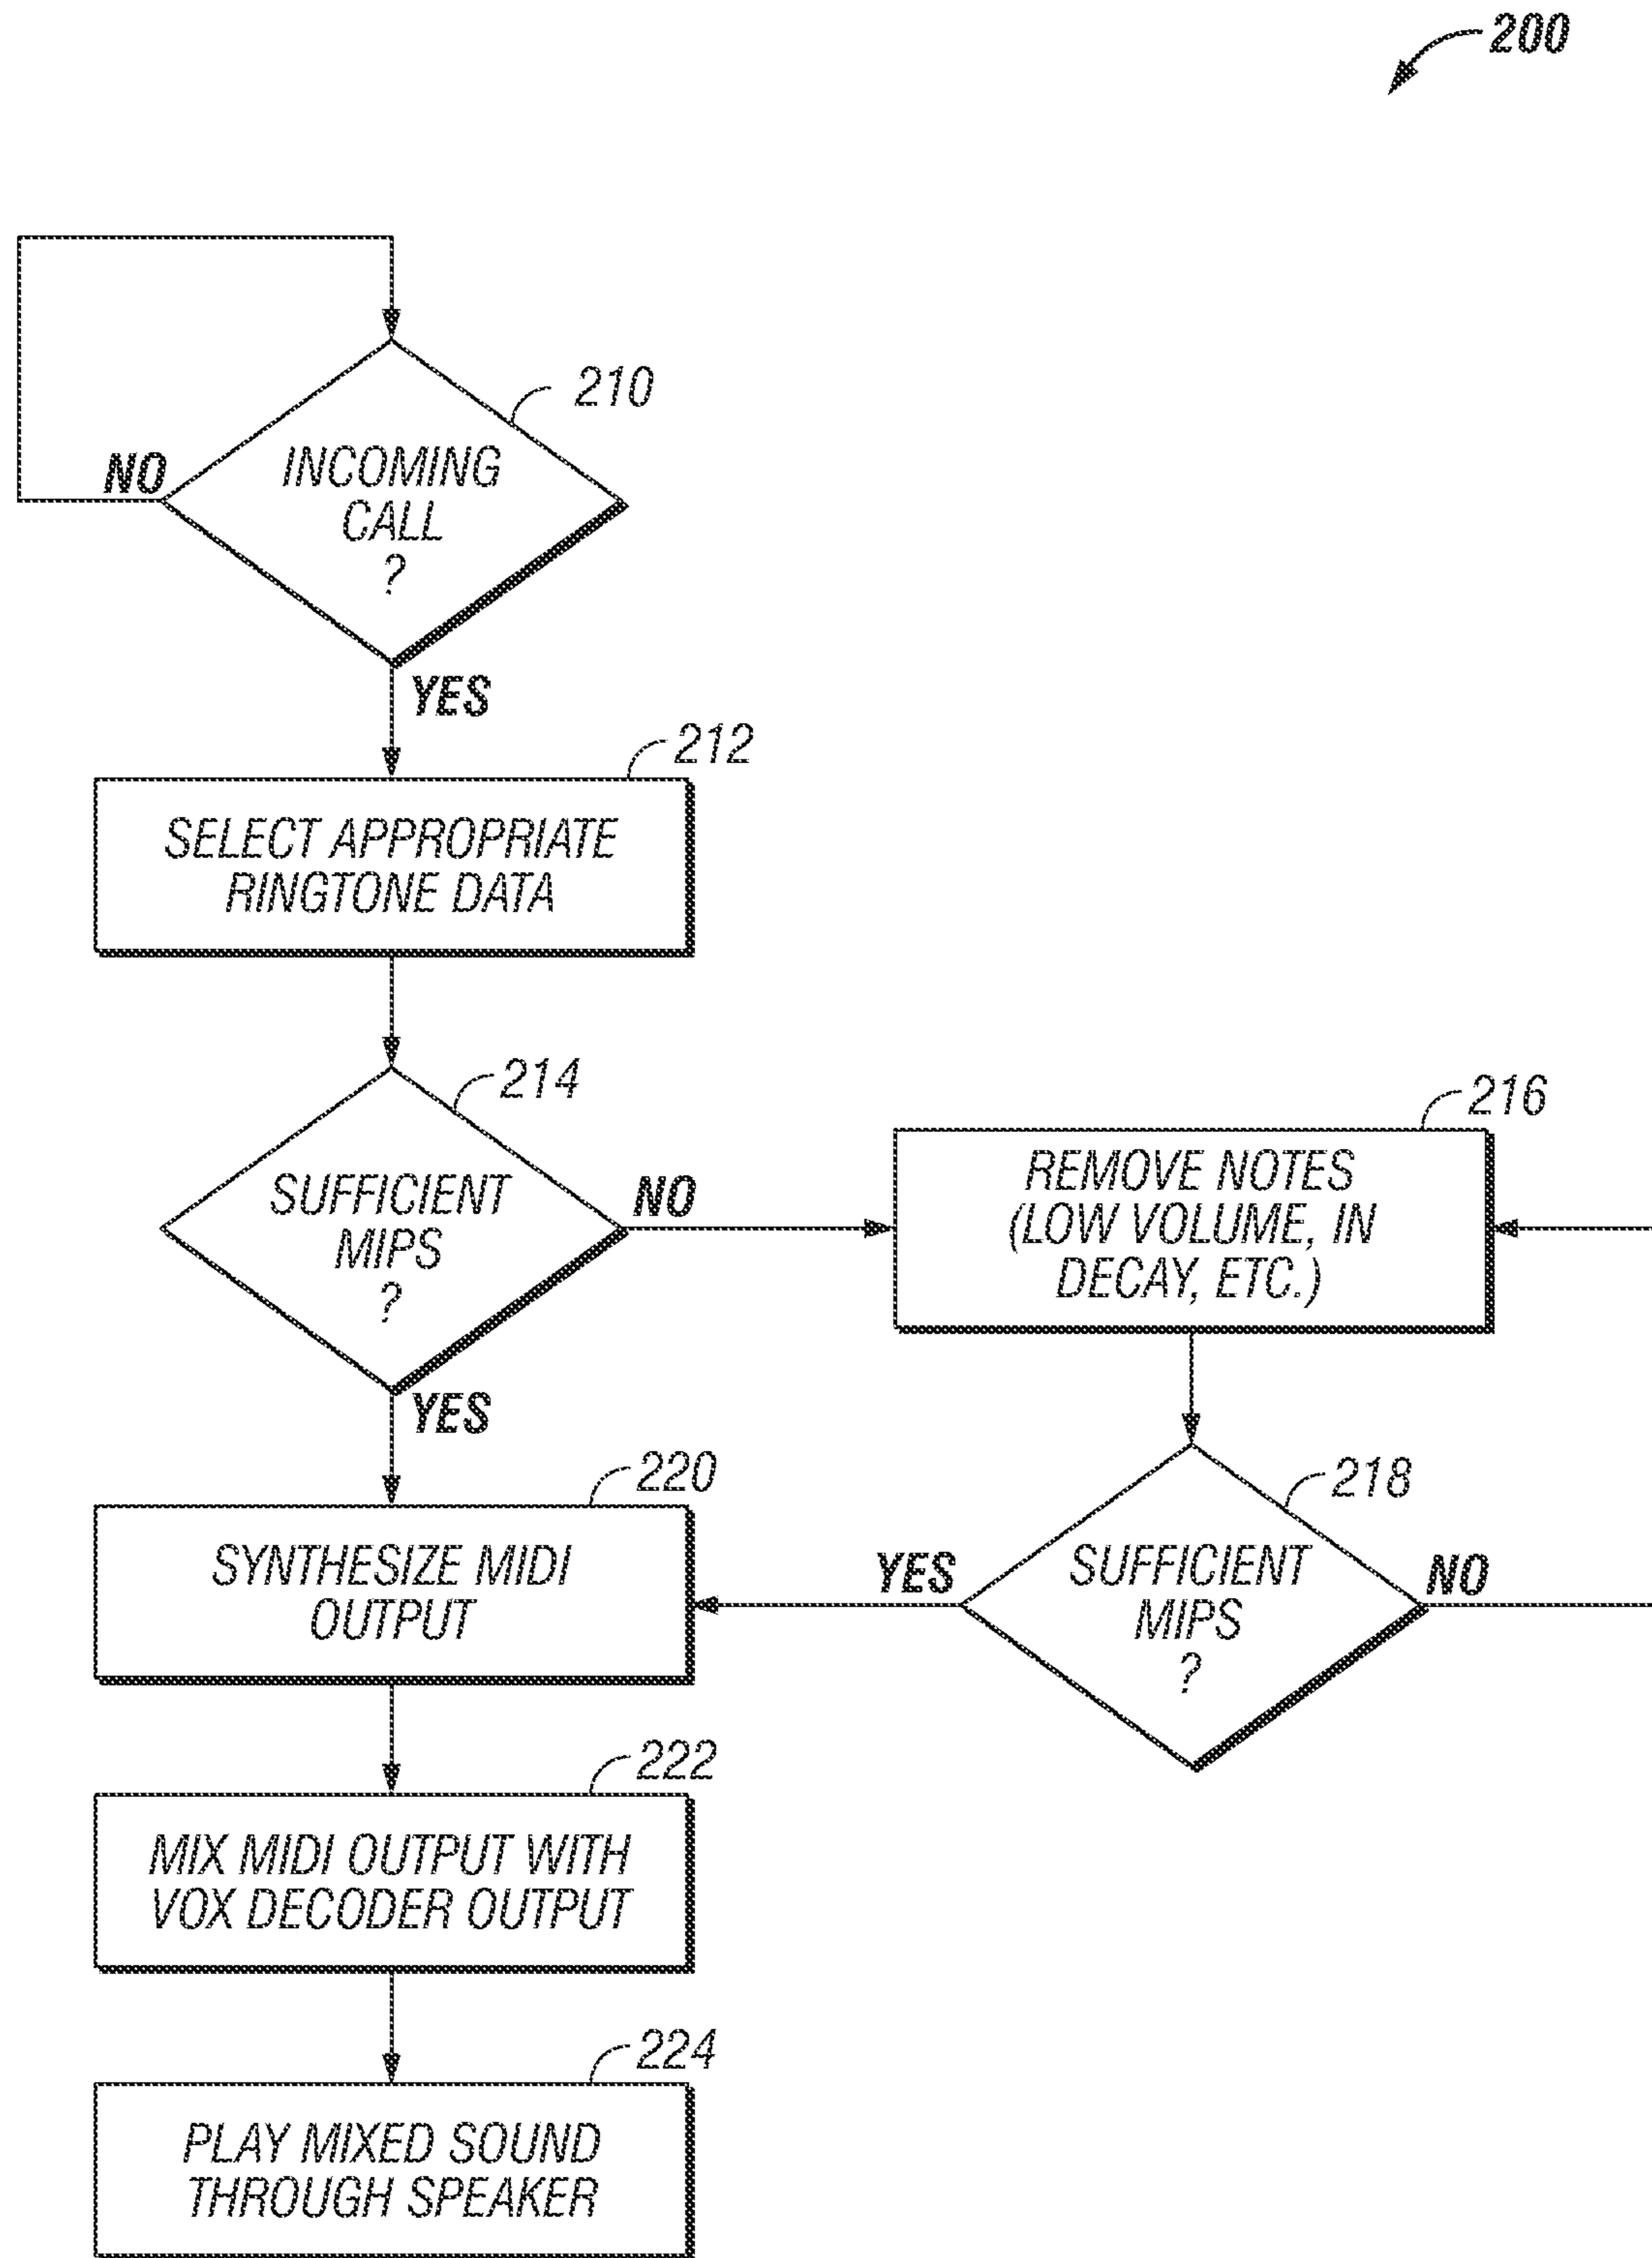 200
210
INCOMING
CALL
?
NO
YES
212
SELECT APPROPRIATE
RINGTONE DATA
214
SUFFICIENT
MIPS
?
NO
YES
216
REMOVE NOTES
(LOW VOLUME, IN
DECAY, ETC.)
218
SUFFICIENT
MIPS
?
YES
NO
220
SYNTHESIZE MIDI
OUTPUT
222
MIX MIDI OUTPUT WITH
VOX DECODER OUTPUT
224
PLAY MIXED SOUND
THROUGH SPEAKER